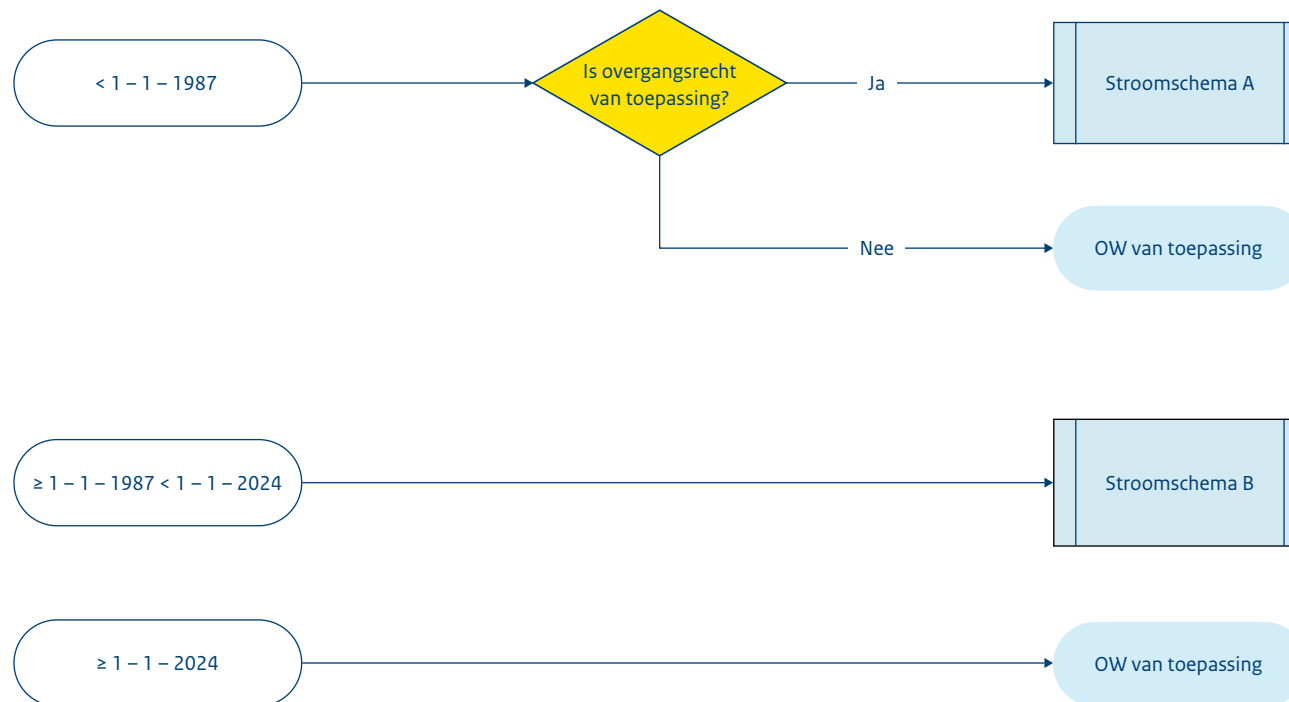 < 1 – 1 – 1987
Is overgangsrecht
van toepassing?
Ja
Stroomschema A
Nee
OW van toepassing
≥ 1 – 1 – 1987 < 1 – 1 – 2024
Stroomschema B
≥ 1 – 1 – 2024
OW van toepassing